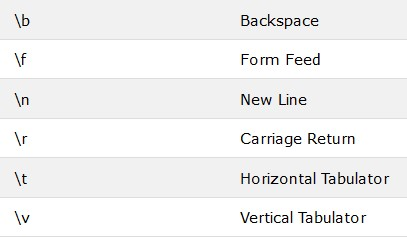 \b Backspace
\f Form Feed
\n New Line
\r Carriage Return
\t Horizontal Tabulator
\v Vertical Tabulator